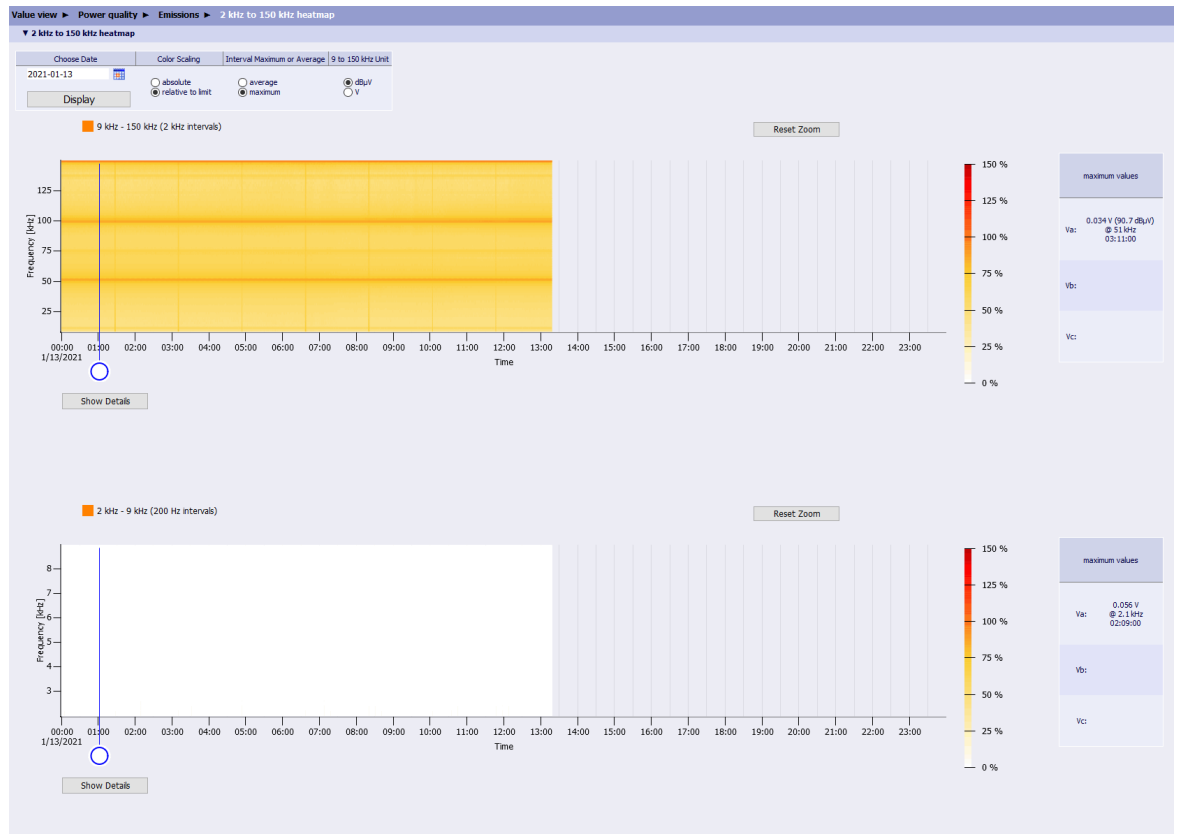 Value view ► Power quality ► Emissions ► 2 kHz to 150 kHz heatmap
▼ 2 kHz to 150 kHz heatmap
Choose Date Color Scaling Interval Maximum or Average 9 to 150 kHz Unit
2021-01-13 absolute average dBµV
Display relative to limit maximum V
9 kHz - 150 kHz (2 kHz intervals) Reset Zoom
Frequency [kHz]
125
100
75
50
25
00:00 01:00 02:00 03:00 04:00 05:00 06:00 07:00 08:00 09:00 10:00 11:00 12:00 13:00 14:00 15:00 16:00 17:00 18:00 19:00 20:00 21:00 22:00 23:00
1/13/2021
Time
150 %
125 %
100 %
75 %
50 %
25 %
0 %
maximum values
Va: 0.034 V (90.7 dBµV)
@ 51 kHz
03:11:00
Vb:
Vc:
Show Details
2 kHz - 9 kHz (200 Hz intervals) Reset Zoom
Frequency [kHz]
8
7
6
5
4
3
00:00 01:00 02:00 03:00 04:00 05:00 06:00 07:00 08:00 09:00 10:00 11:00 12:00 13:00 14:00 15:00 16:00 17:00 18:00 19:00 20:00 21:00 22:00 23:00
1/13/2021
Time
150 %
125 %
100 %
75 %
50 %
25 %
0 %
maximum values
Va: 0.056 V
@ 2.1 kHz
02:09:00
Vb:
Vc:
Show Details